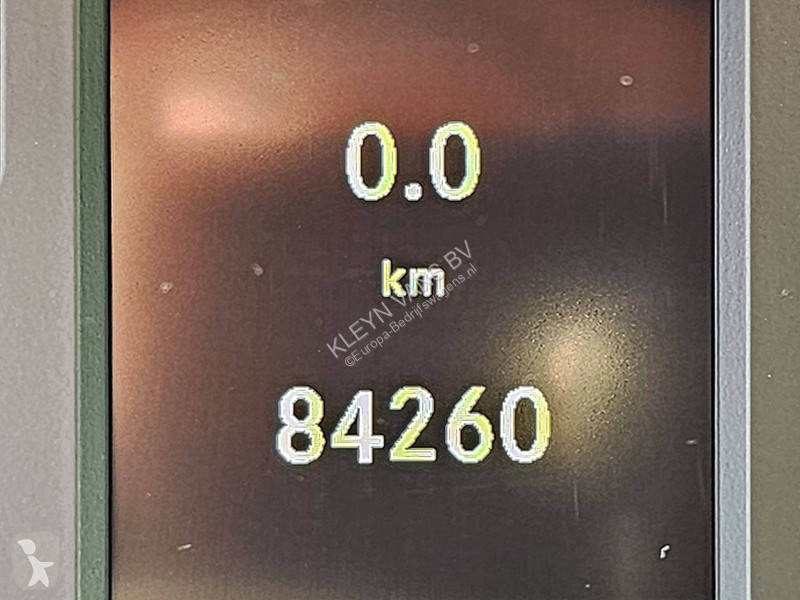 0.0
km
KLEYN VANS BV
©Europa-Bedrijfswagens.nl
84260